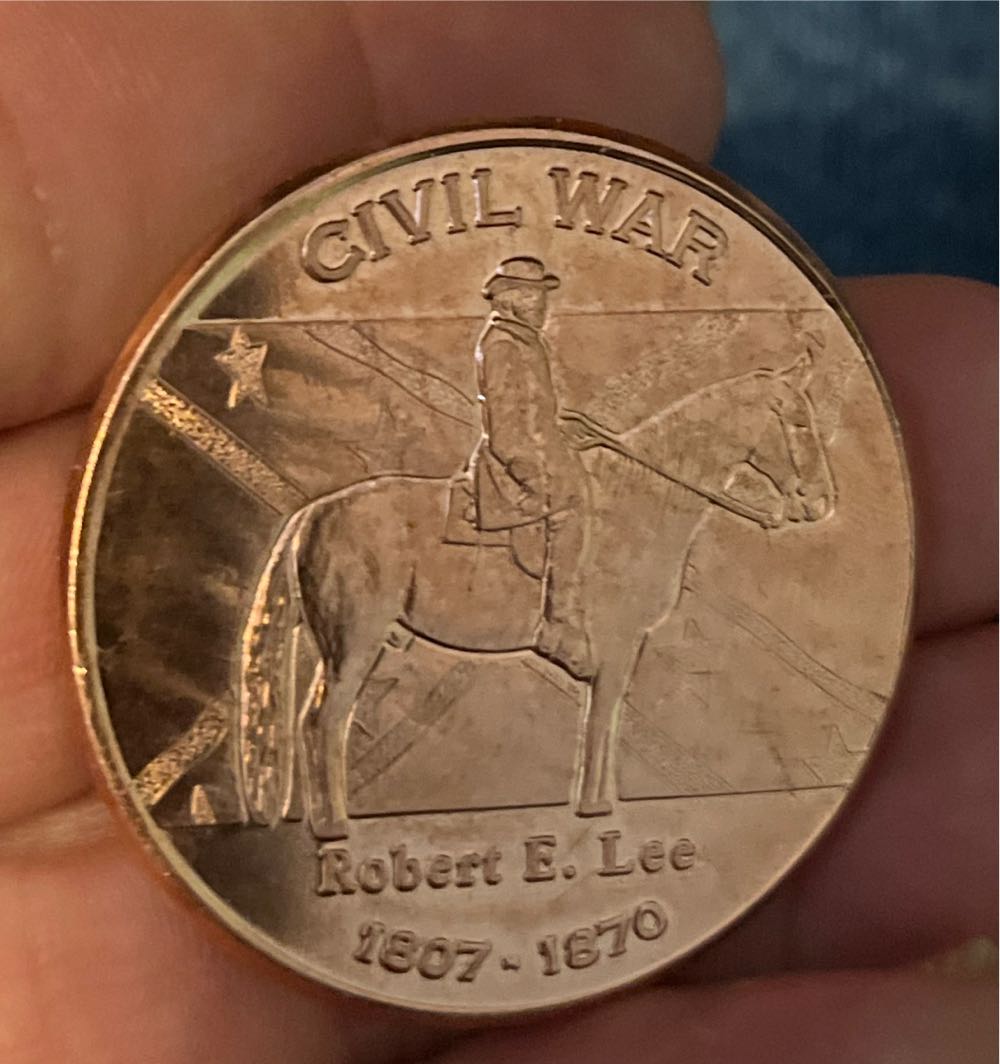 CIVIL WAR
Robert E. Lee
1807 - 1870